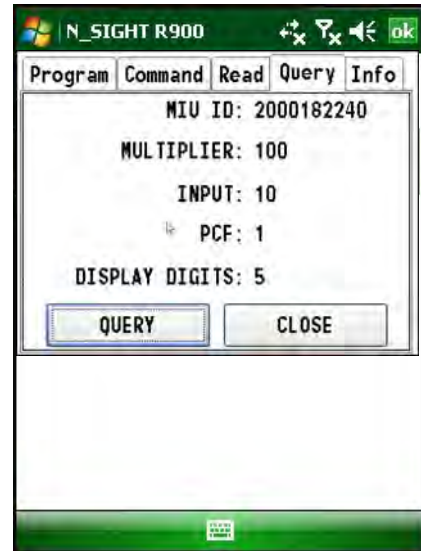 N_SIGHT R900 ok
Program Command Read Query Info
MIU ID: 2000182240
MULTIPLIER: 100
INPUT: 10
PCF: 1
DISPLAY DIGITS: 5
QUERY CLOSE